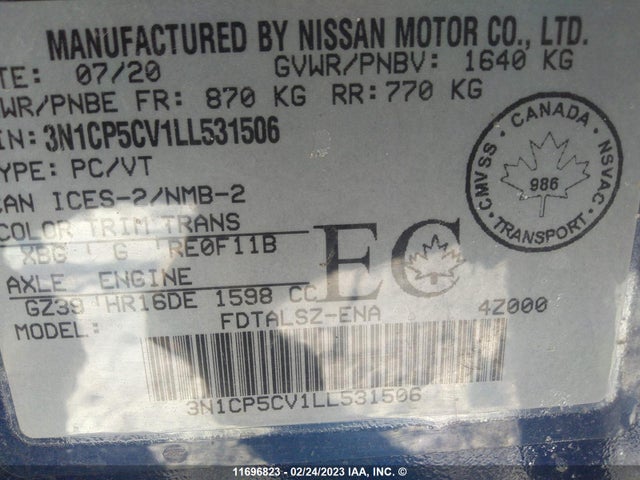 MANUFACTURED BY NISSAN MOTOR CO., LTD.
TE: 07/20 GVWR/PNBV: 1640 KG
WR/PNBE FR: 870 KG RR: 770 KG
IN: 3N1CP5CV1LL531506
YPE: PC/VT
AN ICES-2/NMB-2
COLOR TRIM TRANS
XBG G RE0F11B
AXLE ENGINE
GZ39 HR16DE 1598 CC
MODEL: FDTALSZ-ENA 4Z000
EC
CANADA
CMVSS
NSVAC
986
TRANSPORT
3N1CP5CV1LL531506
11696823 - 02/24/2023 IAA, INC. ©